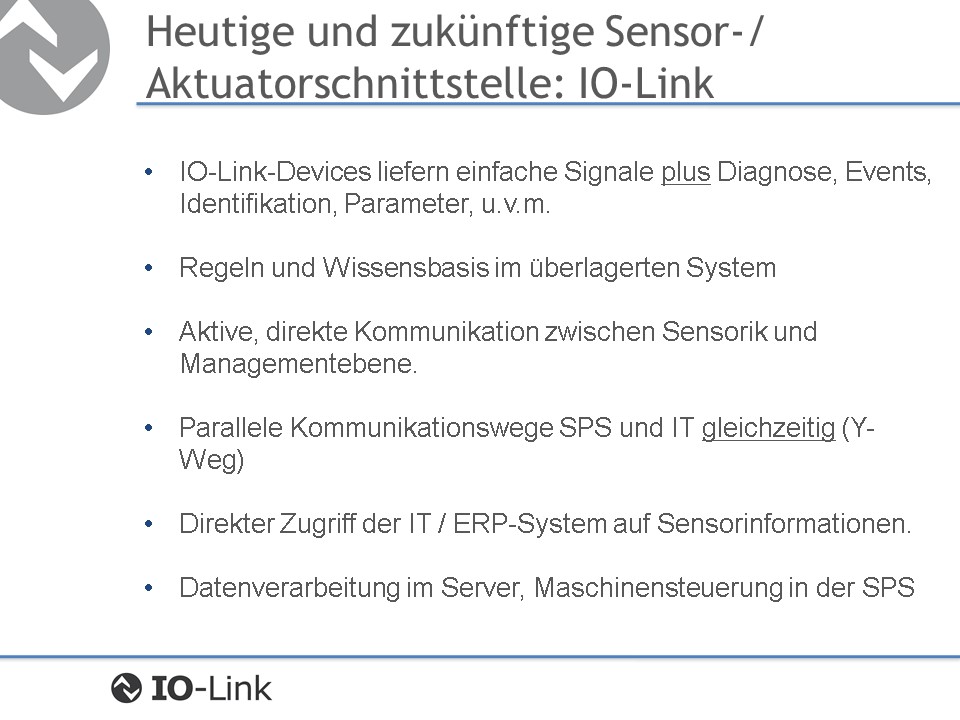 Heutige und zukünftige Sensor-/
Aktuatorschnittstelle: IO-Link
• IO-Link-Devices liefern einfache Signale plus Diagnose, Events,
Identifikation, Parameter, u.v.m.
• Regeln und Wissensbasis im überlagerten System
• Aktive, direkte Kommunikation zwischen Sensorik und
Managementebene.
• Parallele Kommunikationswege SPS und IT gleichzeitig (Y-
Weg)
• Direkter Zugriff der IT / ERP-System auf Sensorinformationen.
• Datenverarbeitung im Server, Maschinensteuerung in der SPS
IO-Link